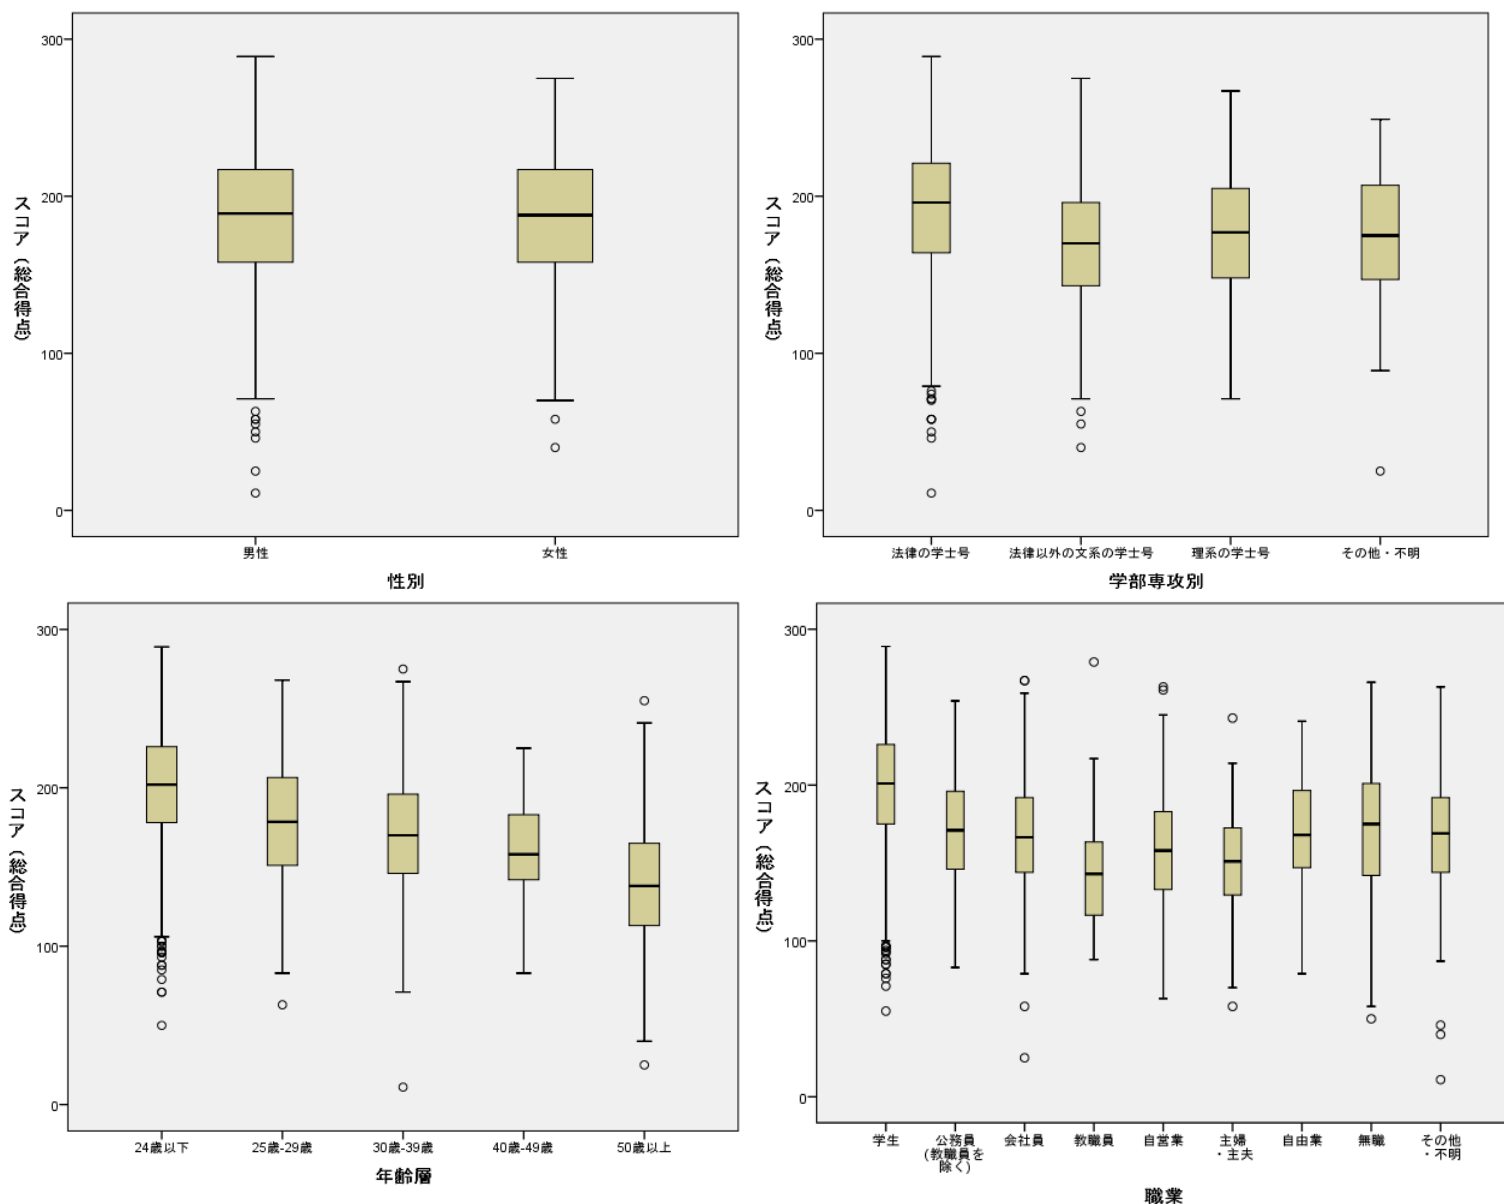 300
200
100
0
スコア（総合得点）
男性
女性
性別
300
200
100
0
スコア（総合得点）
法律の学士号
法律以外の文系の学士号
理系の学士号
その他・不明
学部専攻別
300
200
100
0
スコア（総合得点）
24歳以下
25歳-29歳
30歳-39歳
40歳-49歳
50歳以上
年齢層
300
200
100
0
スコア（総合得点）
学生
公務員
(教職員を
除く)
会社員
教職員
自営業
主婦
・主夫
自由業
無職
その他
・不明
職業